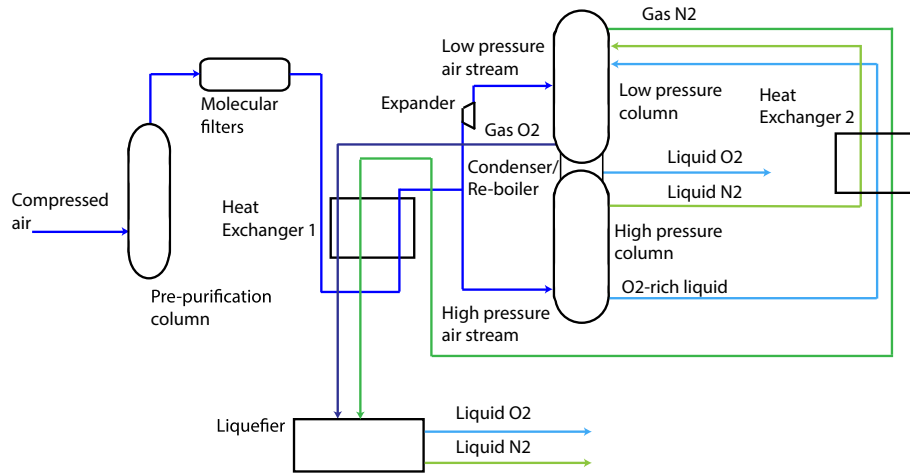 Gas N2
Low pressure
air stream
Molecular
filters
Expander
Low pressure
column
Heat
Exchanger 2
Gas O2
Condenser/
Re-boiler
Liquid O2
Liquid N2
Compressed
air
Heat
Exchanger 1
High pressure
column
Pre-purification
column
O2-rich liquid
High pressure
air stream
Liquefier
Liquid O2
Liquid N2